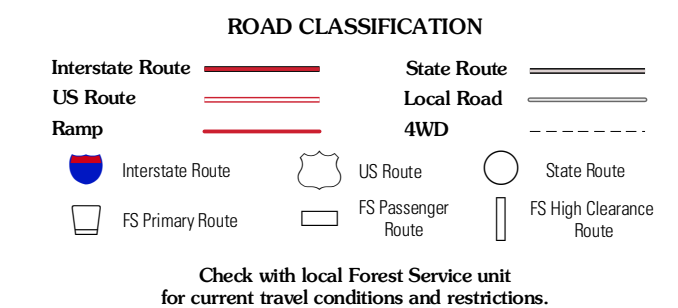 ROAD CLASSIFICATION
Interstate Route
State Route
US Route
Local Road
Ramp
4WD
Interstate Route
US Route
State Route
FS Primary Route
FS Passenger
Route
FS High Clearance
Route
Check with local Forest Service unit
for current travel conditions and restrictions.